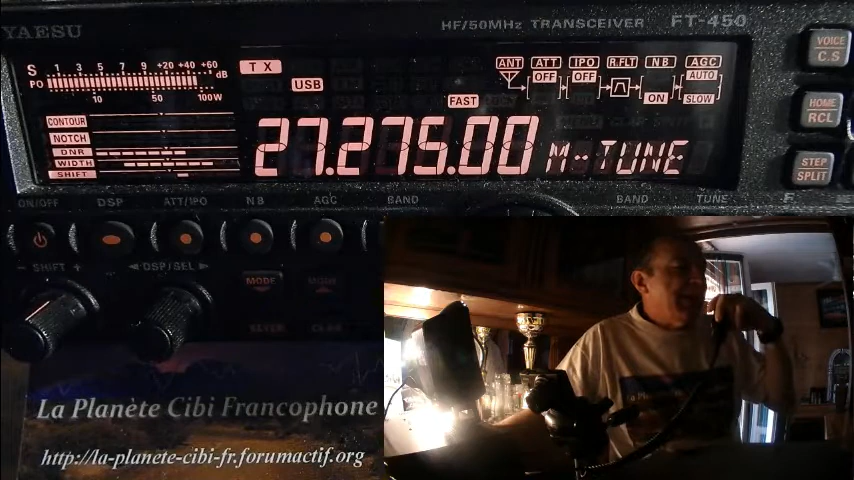 YAESU HF/50MHz TRANSCEIVER FT-450
S 1 3 5 7 9 +20 +40 +60 dB
PO 10 50 100W
TX
USB
FAST
ANT ATT IPO R.FLT NB AGC
OFF OFF AUTO
ON SLOW
CONTOUR
NOTCH
DNR
WIDTH
SHIFT
27.275.00 M-TUNE
VOICE
C.S
HOME
RCL
STEP
SPLIT
ON/OFF DSP ATT/IPO NB AGC BAND BAND TUNE
- SHIFT + ◄DSP/SEL►
MODE MODE
La Planète Cibi Francophone
http://la-planete-cibi-fr.forumactif.org